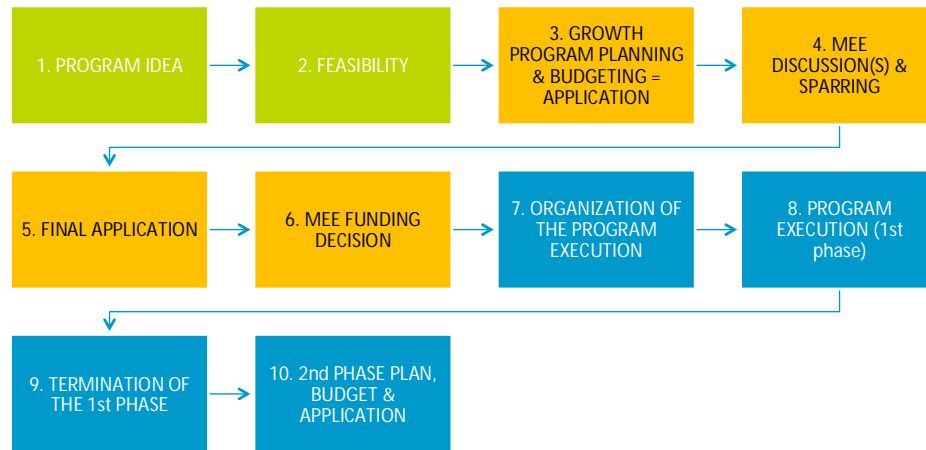 1. PROGRAM IDEA
2. FEASIBILITY
3. GROWTH
PROGRAM PLANNING
& BUDGETING =
APPLICATION
4. MEE
DISCUSSION(S) &
SPARRING
5. FINAL APPLICATION
6. MEE FUNDING
DECISION
7. ORGANIZATION OF
THE PROGRAM
EXECUTION
8. PROGRAM
EXECUTION (1st
phase)
9. TERMINATION OF
THE 1st PHASE
10. 2nd PHASE PLAN,
BUDGET &
APPLICATION